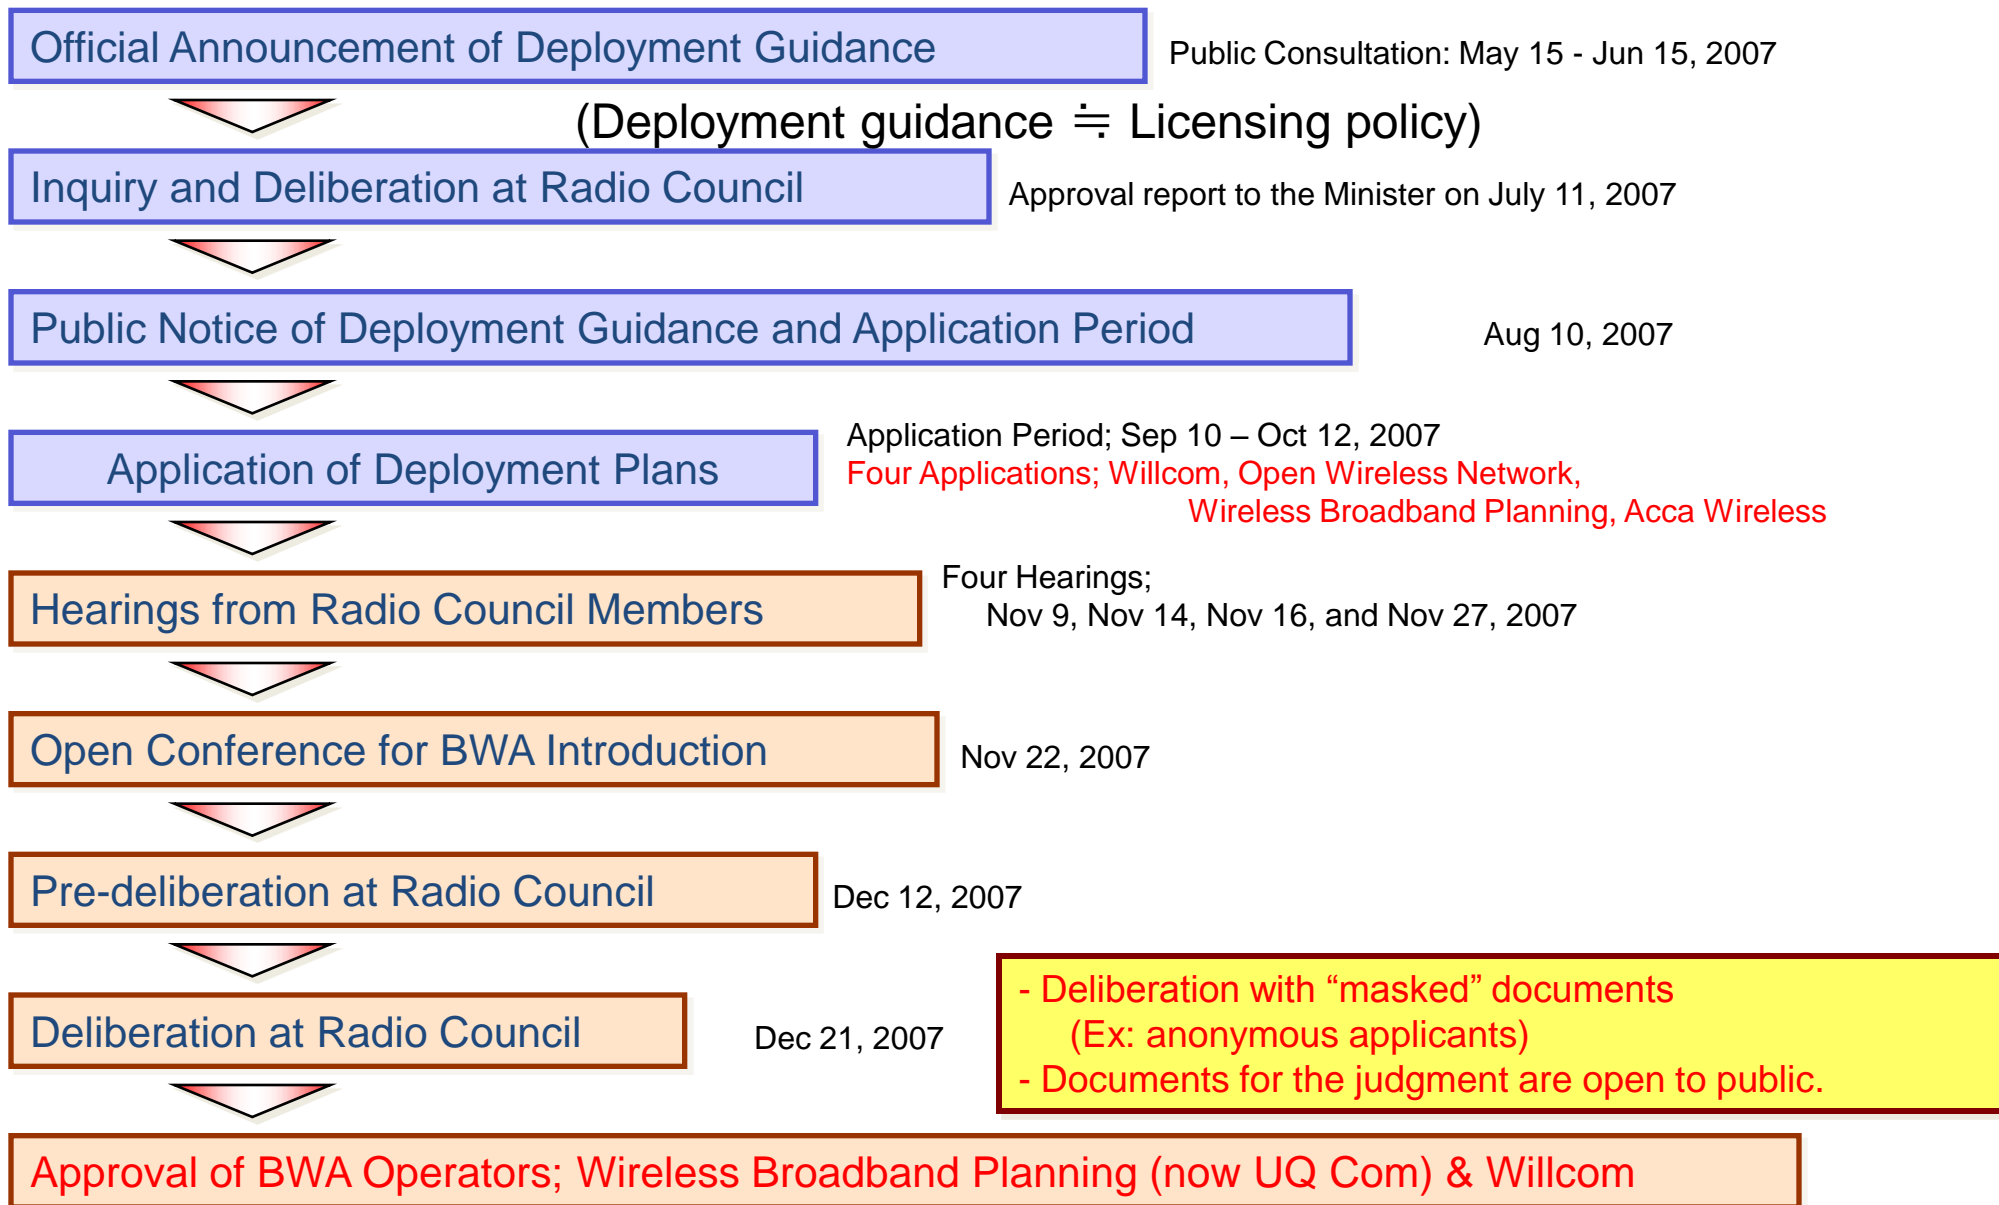 Official Announcement of Deployment Guidance
Public Consultation: May 15 - Jun 15, 2007
(Deployment guidance ≒ Licensing policy)
Inquiry and Deliberation at Radio Council
Approval report to the Minister on July 11, 2007
Public Notice of Deployment Guidance and Application Period
Aug 10, 2007
Application of Deployment Plans
Application Period; Sep 10 – Oct 12, 2007
Four Applications; Willcom, Open Wireless Network,
Wireless Broadband Planning, Acca Wireless
Hearings from Radio Council Members
Four Hearings;
Nov 9, Nov 14, Nov 16, and Nov 27, 2007
Open Conference for BWA Introduction
Nov 22, 2007
Pre-deliberation at Radio Council
Dec 12, 2007
Deliberation at Radio Council
Dec 21, 2007
- Deliberation with “masked” documents
(Ex: anonymous applicants)
- Documents for the judgment are open to public.
Approval of BWA Operators; Wireless Broadband Planning (now UQ Com) & Willcom